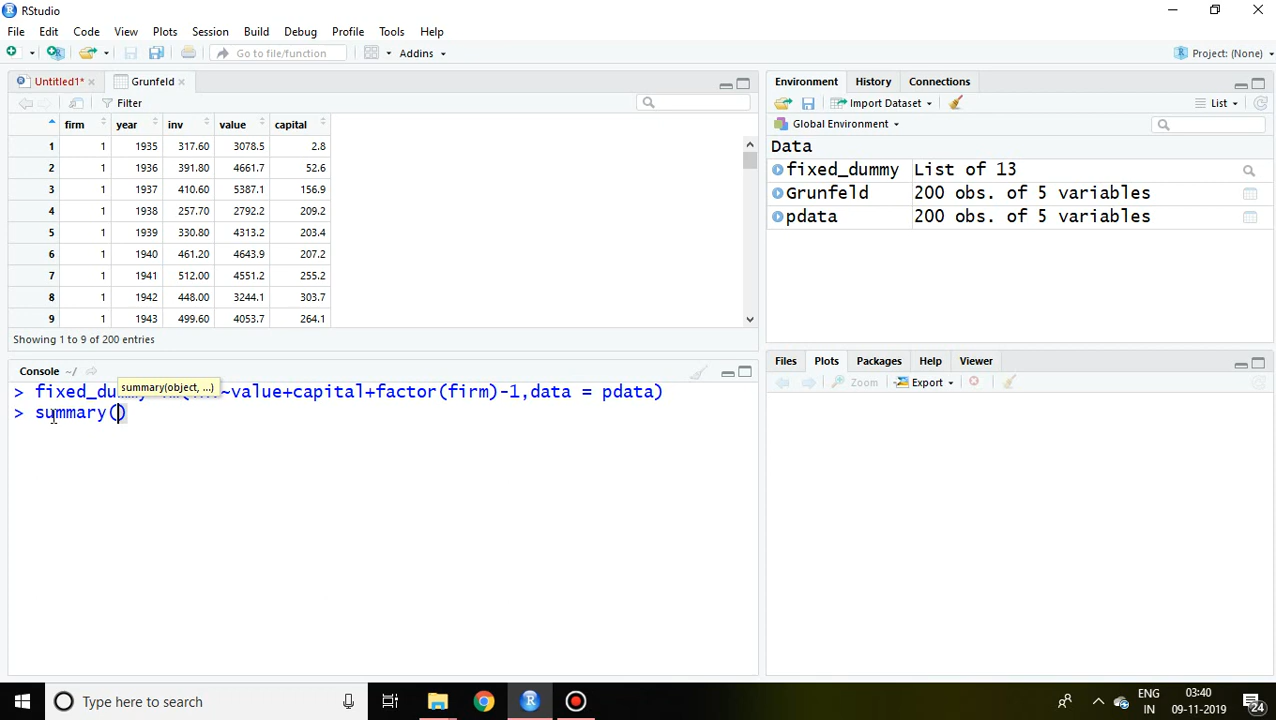 RStudio
File Edit Code View Plots Session Build Debug Profile Tools Help
Go to file/function Addins Project: (None)
Untitled1* Grunfeld
Filter
firm year inv value capital
1 1 1935 317.60 3078.5 2.8
2 1 1936 391.80 4661.7 52.6
3 1 1937 410.60 5387.1 156.9
4 1 1938 257.70 2792.2 209.2
5 1 1939 330.80 4313.2 203.4
6 1 1940 461.20 4643.9 207.2
7 1 1941 512.00 4551.2 255.2
8 1 1942 448.00 3244.1 303.7
9 1 1943 499.60 4053.7 264.1
Showing 1 to 9 of 200 entries
Console ~/
summary(object, ...)
> fixed_du ~value+capital+factor(firm)-1,data = pdata)
> summary()
Environment History Connections
Import Dataset List
Global Environment
Data
fixed_dummy List of 13
Grunfeld 200 obs. of 5 variables
pdata 200 obs. of 5 variables
Files Plots Packages Help Viewer
Zoom Export
Type here to search
ENG
IN
03:40
09-11-2019
24